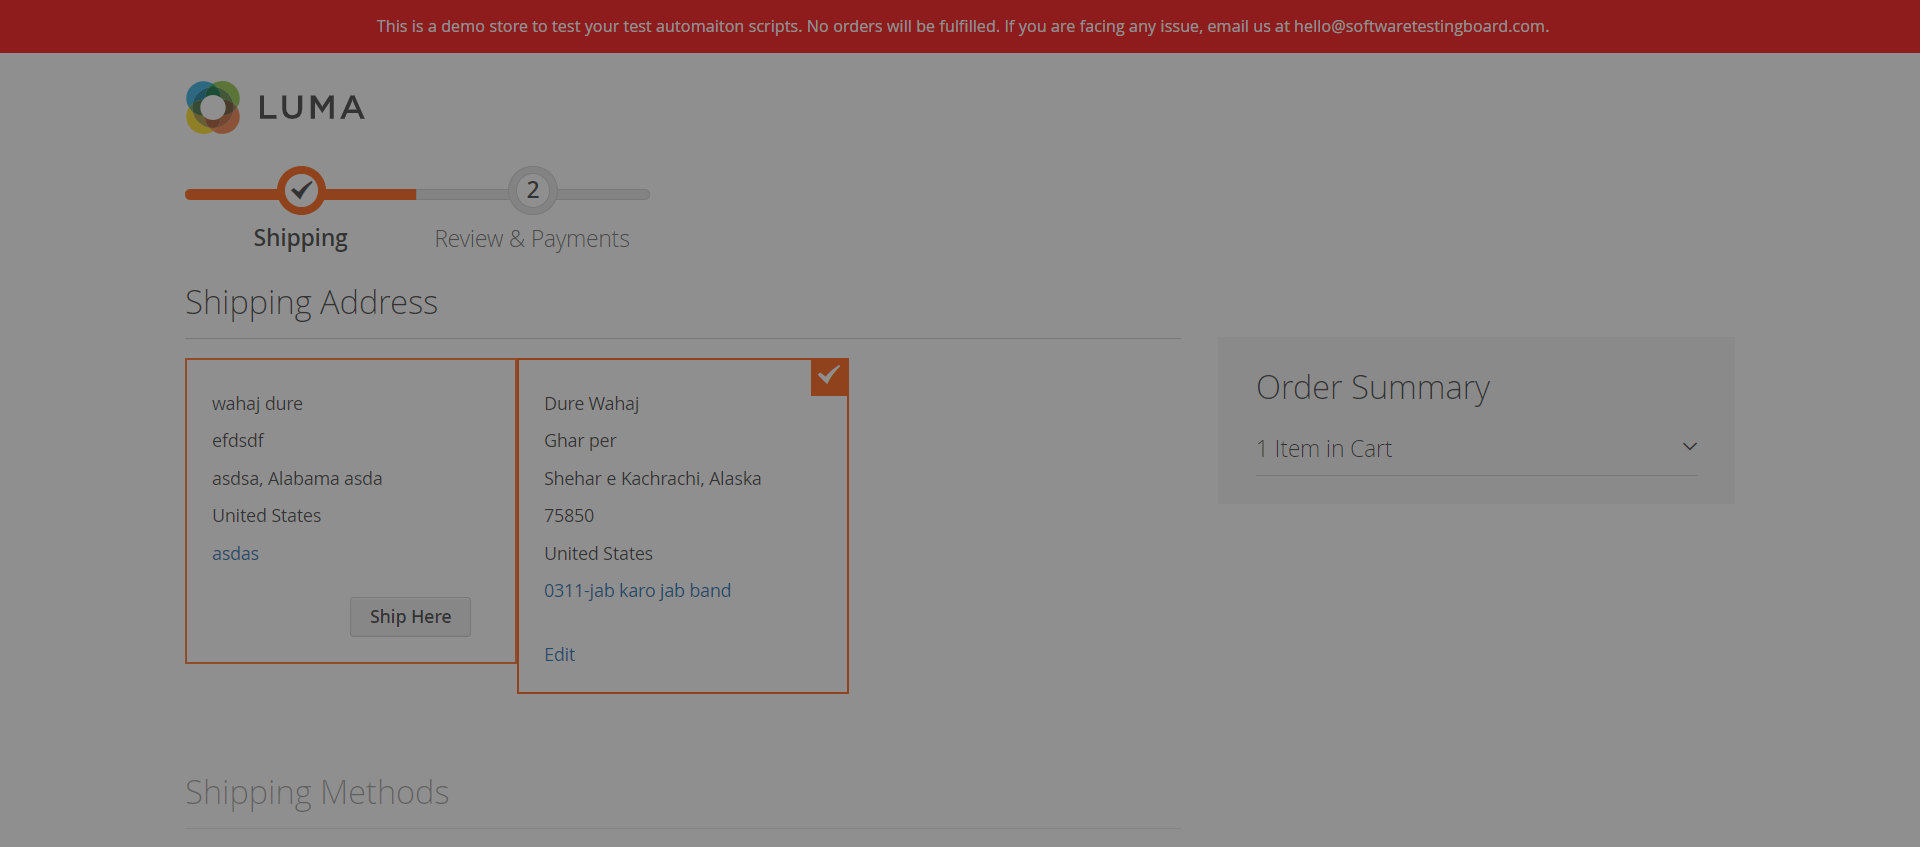 This is a demo store to test your test automaiton scripts. No orders will be fulfilled. If you are facing any issue, email us at hello@softwaretestingboard.com.
LUMA
2
Shipping
Review & Payments
Shipping Address
wahaj dure
efdsdf
asdsa, Alabama asda
United States
asdas
Ship Here
Dure Wahaj
Ghar per
Shehar e Kachrachi, Alaska
75850
United States
0311-jab karo jab band
Edit
Order Summary
1 Item in Cart
Shipping Methods